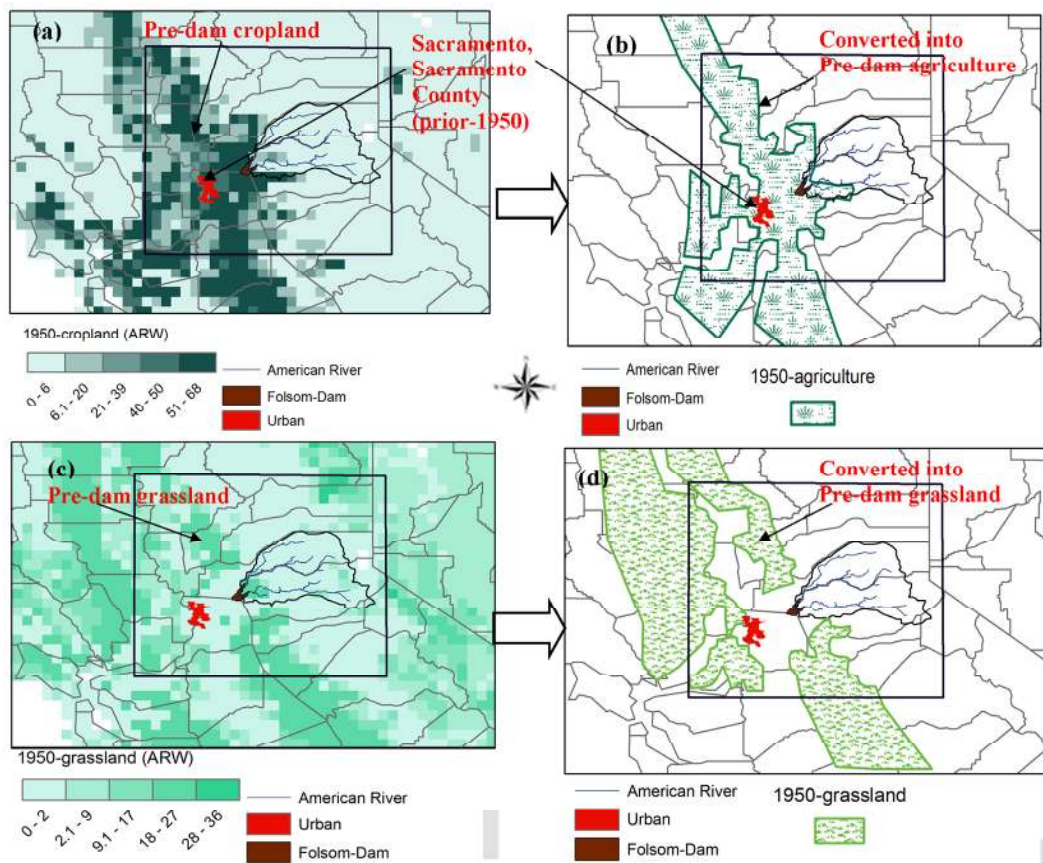 (a)
Pre-dam cropland
Sacramento,
Sacramento
County
(prior-1950)
(b)
Converted into
Pre-dam agriculture
1950-cropland (ARW)
0 - 6
6.1 - 20
21 - 39
40 - 50
51 - 68
American River
Folsom-Dam
Urban
American River
Folsom-Dam
Urban
1950-agriculture
(c)
Pre-dam grassland
(d)
Converted into
Pre-dam grassland
1950-grassland (ARW)
0 - 2
2.1 - 9
9.1 - 17
18 - 27
28 - 36
American River
Urban
Folsom-Dam
American River
Urban
Folsom-Dam
1950-grassland